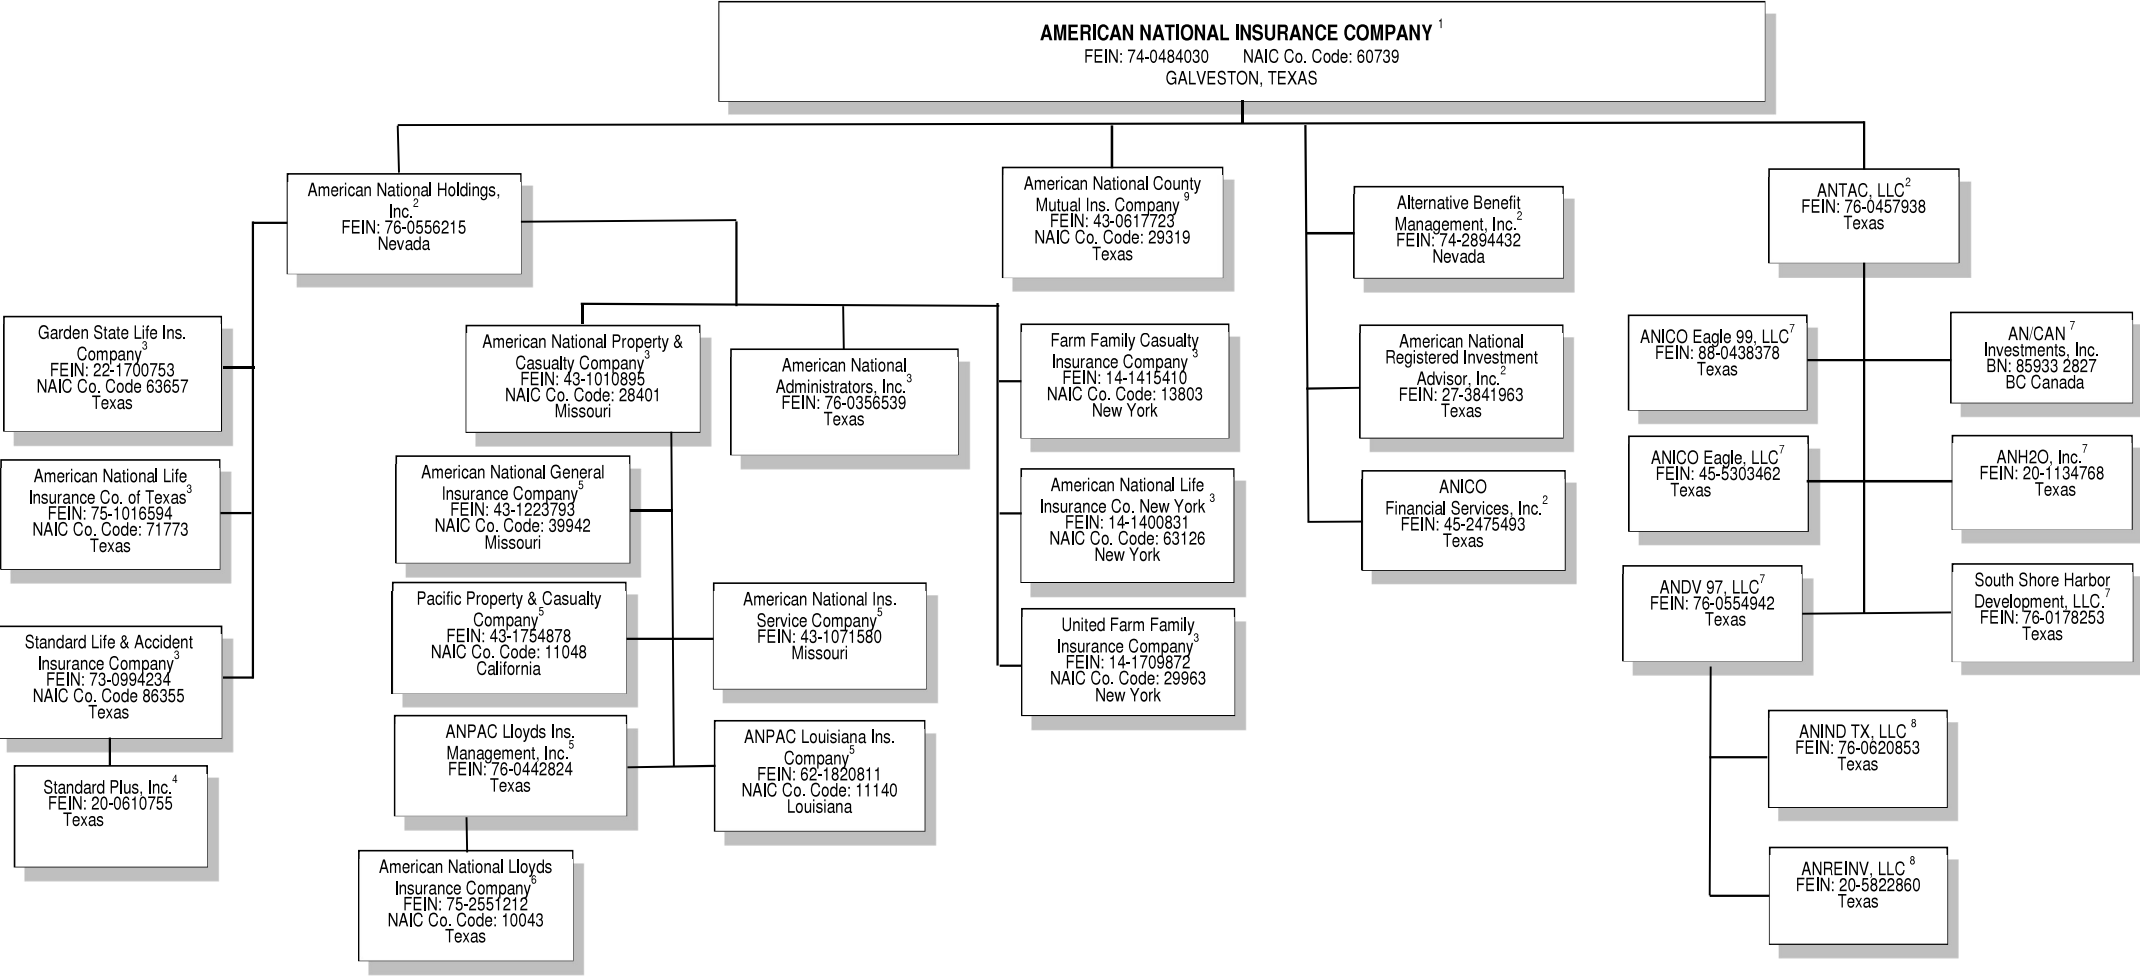 AMERICAN NATIONAL INSURANCE COMPANY 1
FEIN: 74-0484030 NAIC Co. Code: 60739
GALVESTON, TEXAS
American National Holdings,
Inc.2
FEIN: 76-0556215
Nevada
American National County
Mutual Ins. Company 9
FEIN: 43-0617723
NAIC Co. Code: 29319
Texas
Alternative Benefit
Management, Inc.2
FEIN: 74-2894432
Nevada
ANTAC, LLC2
FEIN: 76-0457938
Texas
Garden State Life Ins.
Company3
FEIN: 22-1700753
NAIC Co. Code 63657
Texas
American National Property &
Casualty Company3
FEIN: 43-1010895
NAIC Co. Code: 28401
Missouri
American National
Administrators, Inc.3
FEIN: 76-0356539
Texas
Farm Family Casualty
Insurance Company 3
FEIN: 14-1415410
NAIC Co. Code: 13803
New York
American National
Registered Investment
Advisor, Inc.2
FEIN: 27-3841963
Texas
ANICO Eagle 99, LLC7
FEIN: 88-0438378
Texas
AN/CAN 7
Investments, Inc.
BN: 85933 2827
BC Canada
American National Life
Insurance Co. of Texas3
FEIN: 75-1016594
NAIC Co. Code: 71773
Texas
American National General
Insurance Company5
FEIN: 43-1223793
NAIC Co. Code: 39942
Missouri
American National Life
Insurance Co. New York 3
FEIN: 14-1400831
NAIC Co. Code: 63126
New York
ANICO
Financial Services, Inc.2
FEIN: 45-2475493
Texas
ANICO Eagle, LLC7
FEIN: 45-5303462
Texas
ANH2O, Inc.7
FEIN: 20-1134768
Texas
Standard Life & Accident
Insurance Company3
FEIN: 73-0994234
NAIC Co. Code 86355
Texas
Pacific Property & Casualty
Company5
FEIN: 43-1754878
NAIC Co. Code: 11048
California
American National Ins.
Service Company5
FEIN: 43-1071580
Missouri
United Farm Family
Insurance Company3
FEIN: 14-1709872
NAIC Co. Code: 29963
New York
ANDV 97, LLC7
FEIN: 76-0554942
Texas
South Shore Harbor
Development, LLC.7
FEIN: 76-0178253
Texas
Standard Plus, Inc.4
FEIN: 20-0610755
Texas
ANPAC Lloyds Ins.
Management, Inc.5
FEIN: 76-0442824
Texas
ANPAC Louisiana Ins.
Company5
FEIN: 62-1820811
NAIC Co. Code: 11140
Louisiana
ANIND TX, LLC 8
FEIN: 76-0620853
Texas
American National Lloyds
Insurance Company6
FEIN: 75-2551212
NAIC Co. Code: 10043
Texas
ANREINV, LLC 8
FEIN: 20-5822860
Texas